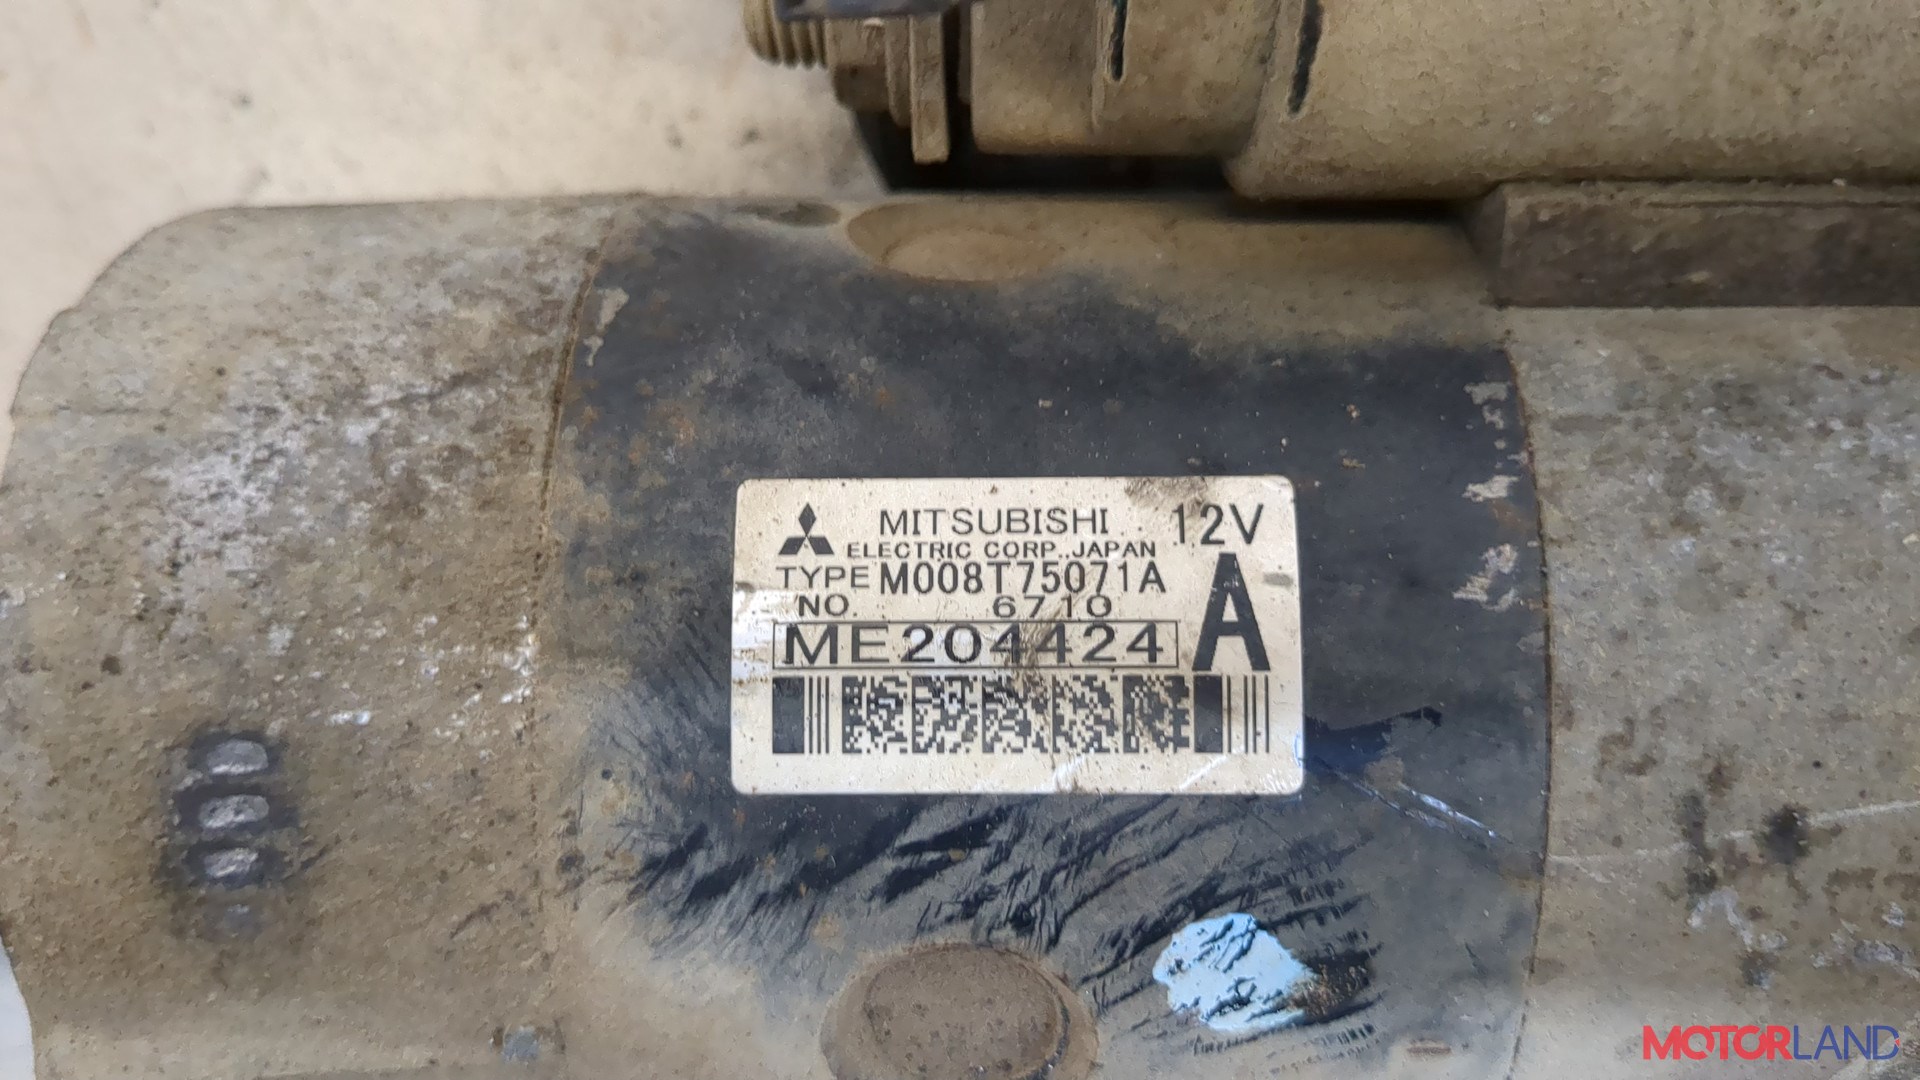 MITSUBISHI 12V
ELECTRIC CORP. JAPAN
TYPE M008T75071A
NO. 6710
A
ME204424
MOTORLAND